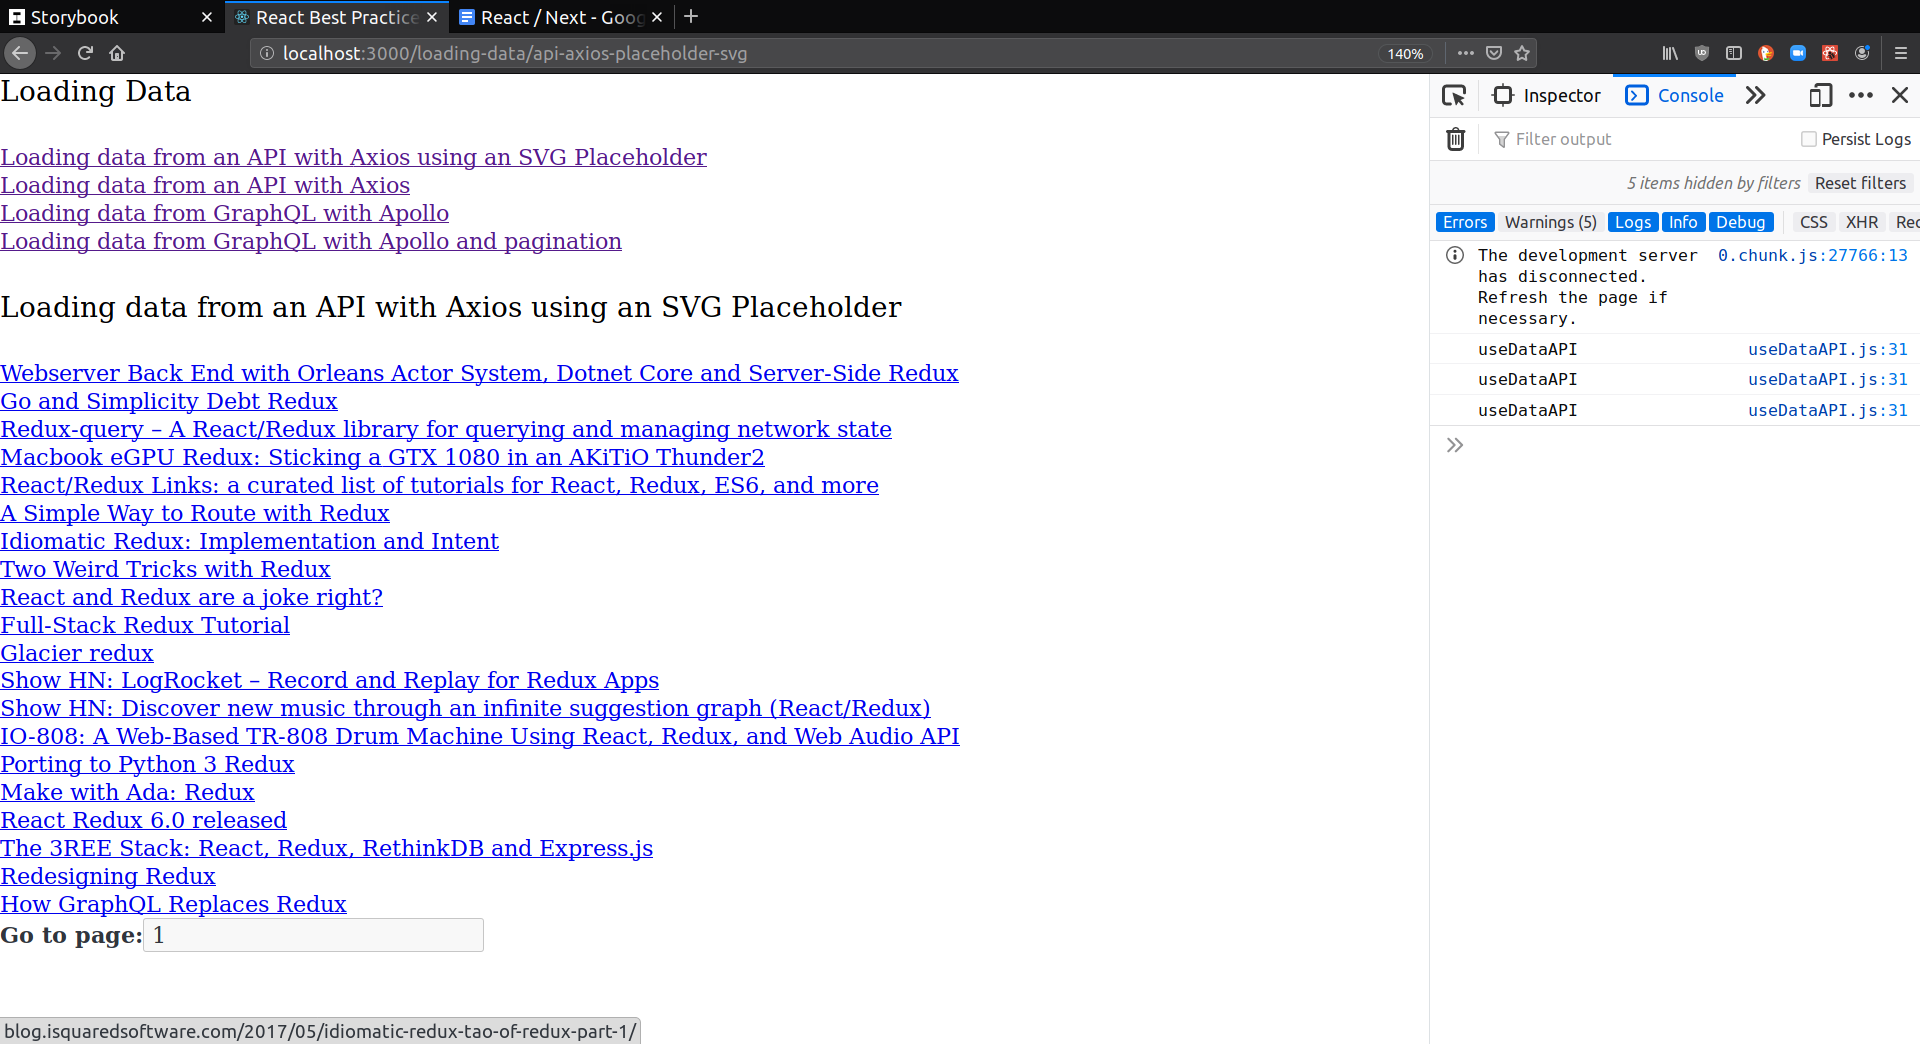 Storybook
React Best Practice
React / Next - Goog
localhost:3000/loading-data/api-axios-placeholder-svg
140%
Loading Data
Loading data from an API with Axios using an SVG Placeholder
Loading data from an API with Axios
Loading data from GraphQL with Apollo
Loading data from GraphQL with Apollo and pagination
Loading data from an API with Axios using an SVG Placeholder
Webserver Back End with Orleans Actor System, Dotnet Core and Server-Side Redux
Go and Simplicity Debt Redux
Redux-query – A React/Redux library for querying and managing network state
Macbook eGPU Redux: Sticking a GTX 1080 in an AKiTiO Thunder2
React/Redux Links: a curated list of tutorials for React, Redux, ES6, and more
A Simple Way to Route with Redux
Idiomatic Redux: Implementation and Intent
Two Weird Tricks with Redux
React and Redux are a joke right?
Full-Stack Redux Tutorial
Glacier redux
Show HN: LogRocket – Record and Replay for Redux Apps
Show HN: Discover new music through an infinite suggestion graph (React/Redux)
IO-808: A Web-Based TR-808 Drum Machine Using React, Redux, and Web Audio API
Porting to Python 3 Redux
Make with Ada: Redux
React Redux 6.0 released
The 3REE Stack: React, Redux, RethinkDB and Express.js
Redesigning Redux
How GraphQL Replaces Redux
Go to page: 1
blog.isquaredsoftware.com/2017/05/idiomatic-redux-tao-of-redux-part-1/
Inspector Console
Filter output Persist Logs
5 items hidden by filters Reset filters
Errors Warnings (5) Logs Info Debug CSS XHR Rec
The development server 0.chunk.js:27766:13
has disconnected.
Refresh the page if
necessary.
useDataAPI useDataAPI.js:31
useDataAPI useDataAPI.js:31
useDataAPI useDataAPI.js:31